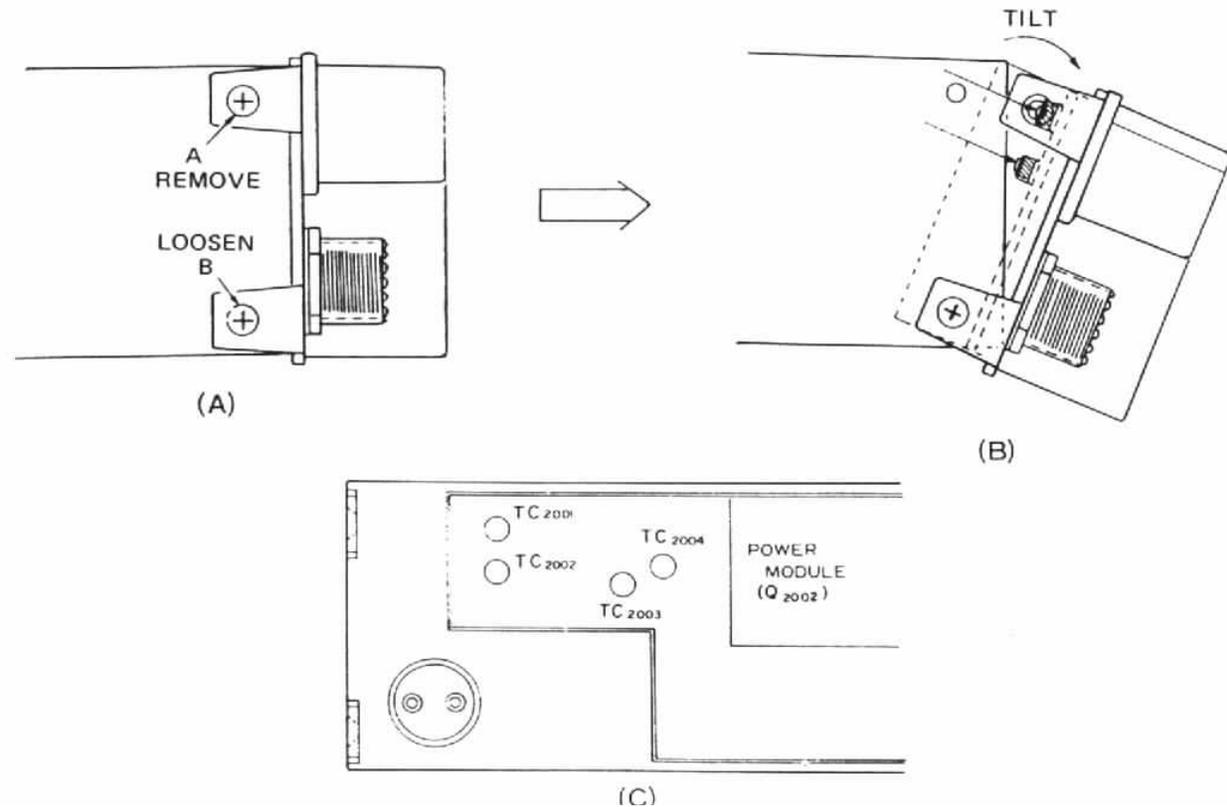 TILT
A
REMOVE
LOOSEN
B
(A)
(B)
TC2001
TC2002
TC2004
TC2003
POWER
MODULE
(Q2002)
(C)